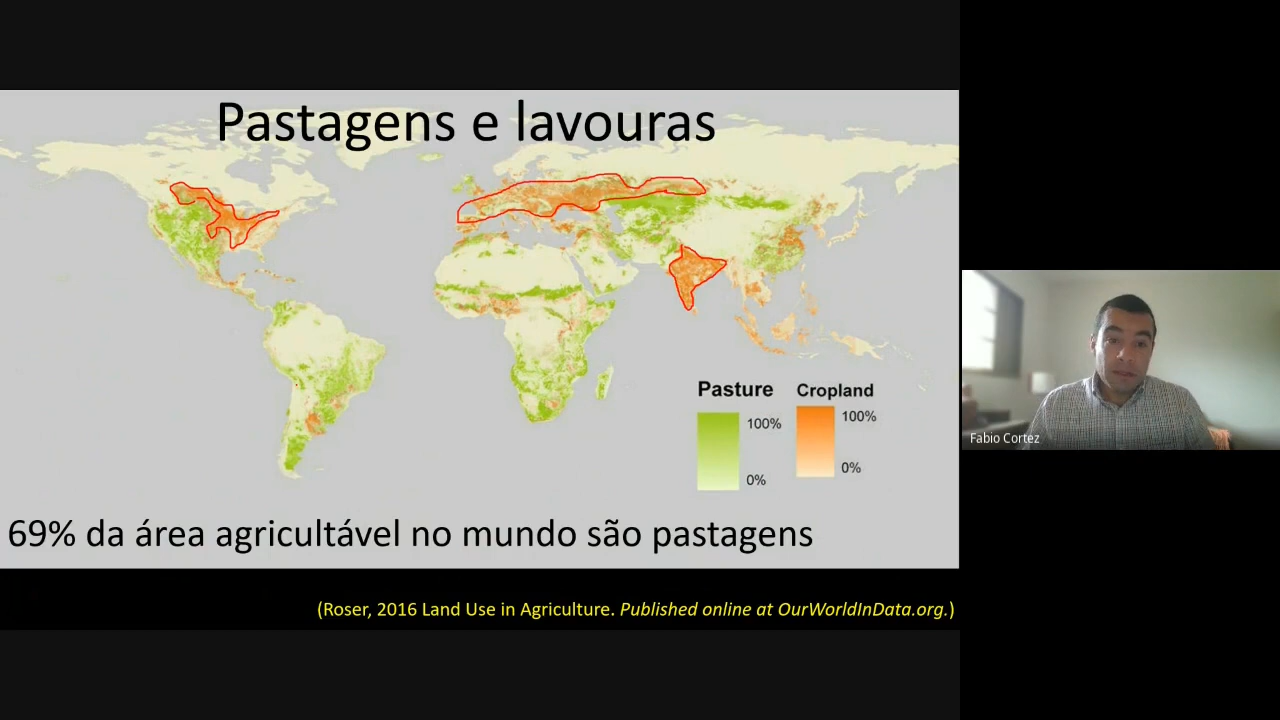 Pastagens e lavouras
Pasture
Cropland
100%
100%
0%
0%
Fabio Cortez
69% da área agricultável no mundo são pastagens
(Roser, 2016 Land Use in Agriculture. Published online at OurWorldInData.org.)